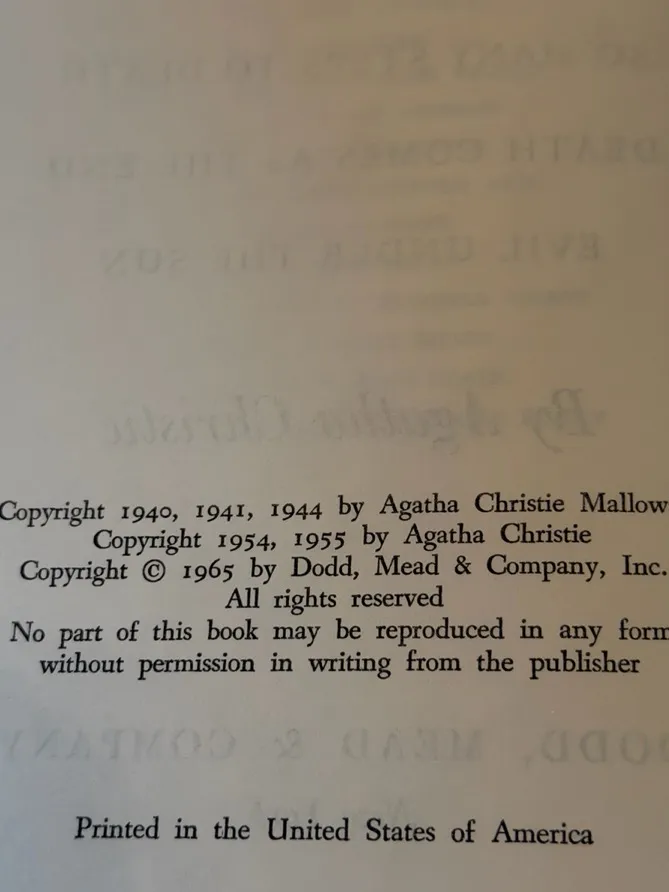 Copyright 1940, 1941, 1944 by Agatha Christie Mallow
Copyright 1954, 1955 by Agatha Christie
Copyright © 1965 by Dodd, Mead & Company, Inc.
All rights reserved
No part of this book may be reproduced in any form
without permission in writing from the publisher
Printed in the United States of America